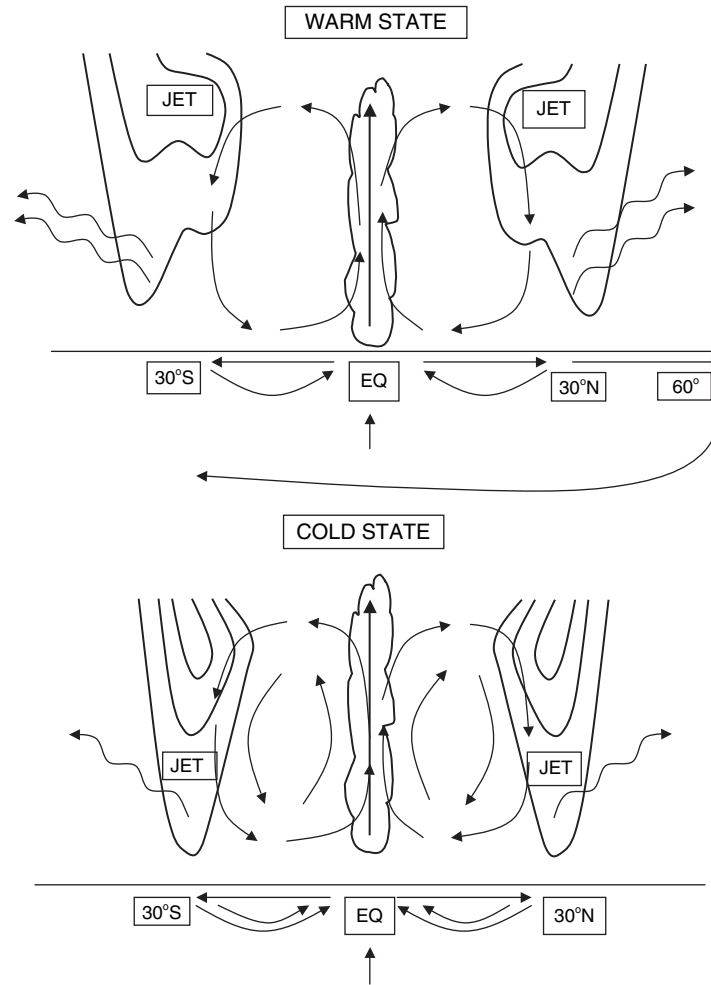 WARM STATE
JET
JET
30°S
EQ
30°N
60°
COLD STATE
JET
JET
30°S
EQ
30°N